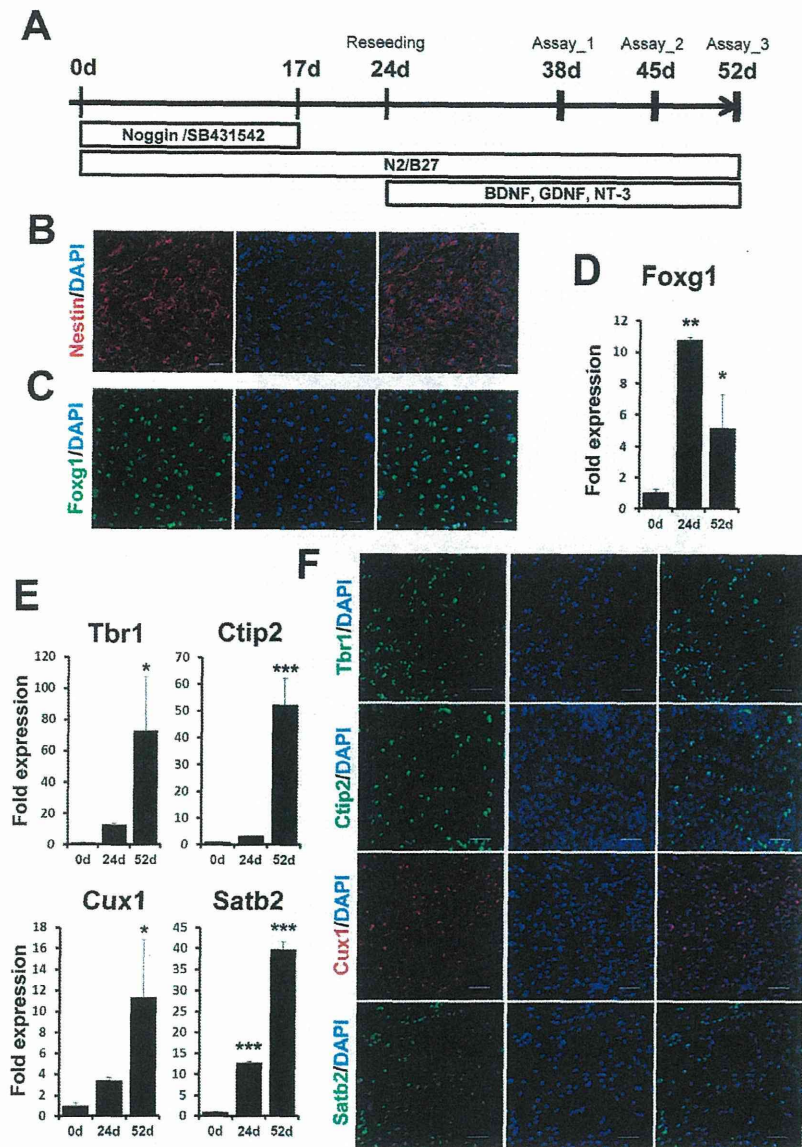 A
Reseeding Assay_1 Assay_2 Assay_3
0d 17d 24d 38d 45d 52d
Noggin /SB431542
N2/B27
BDNF, GDNF, NT-3
B
Nestin/DAPI
C
Foxg1/DAPI
D
Foxg1
Fold expression
12
10
8
6
4
2
0
**
*
0d 24d 52d
E
Tbr1
Fold expression
120
100
80
60
40
20
0
*
0d 24d 52d
Ctip2
70
60
50
40
30
20
10
0
***
0d 24d 52d
Cux1
Fold expression
18
16
14
12
10
8
6
4
2
0
*
0d 24d 52d
Satb2
45
40
35
30
25
20
15
10
5
0
***
***
0d 24d 52d
F
Tbr1/DAPI
Ctip2/DAPI
Cux1/DAPI
Satb2/DAPI